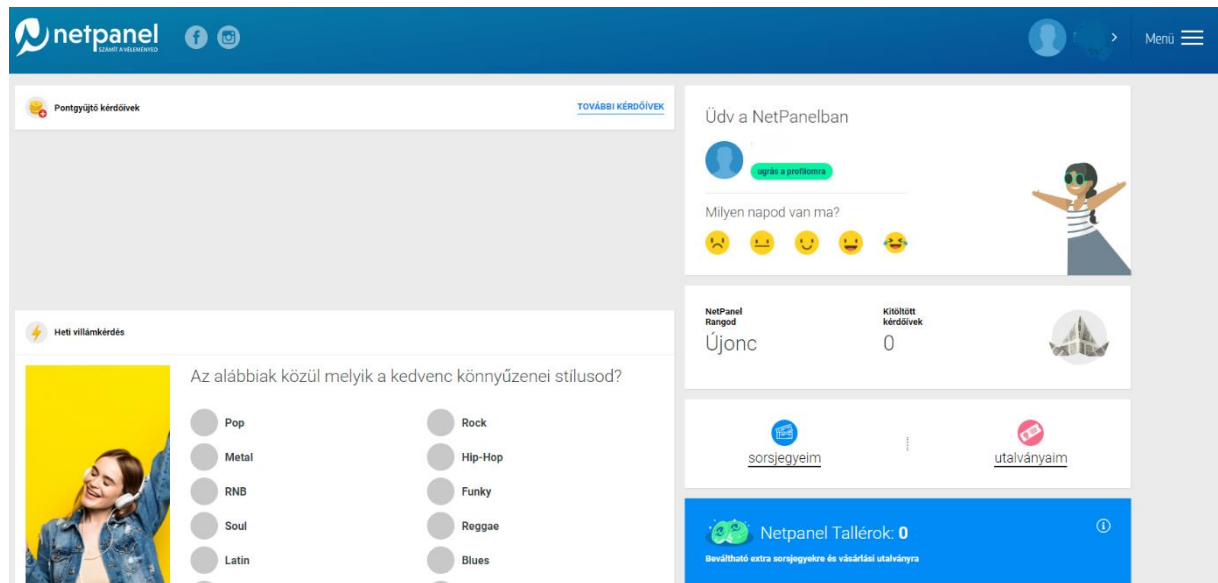 netpanel
SZÁMÍT A VÉLEMÉNYED
Menü
Pontgyűjtő kérdőívek
TOVÁBBI KÉRDŐÍVEK
Heti villámkérdés
Az alábbiak közül melyik a kedvenc könnyűzenei stílusod?
Pop
Rock
Metal
Hip-Hop
RNB
Funky
Soul
Reggae
Latin
Blues
Üdv a NetPanelban
ugrás a profilomra
Milyen napod van ma?
NetPanel
Rangod
Újonc
Kitöltött
kérdőívek
0
sorsjegyeim
utalványaim
Netpanel Tallérok: 0
Beváltható extra sorsjegyekre és vásárlási utalványra